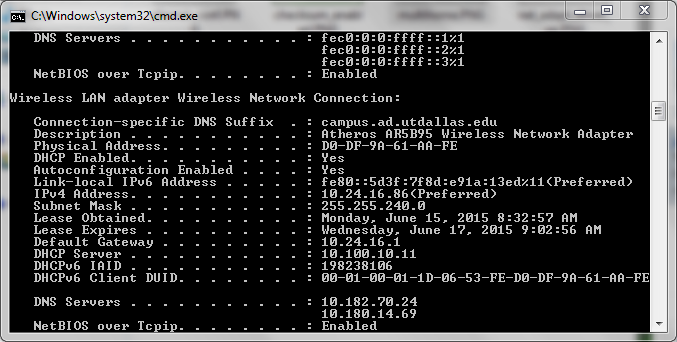 C:\Windows\system32\cmd.exe
DNS Servers . . . . . . . . . . . : fec0:0:0:ffff::1%1
fec0:0:0:ffff::2%1
fec0:0:0:ffff::3%1
NetBIOS over Tcpip. . . . . . . . : Enabled
Wireless LAN adapter Wireless Network Connection:
Connection-specific DNS Suffix  . : campus.ad.utdallas.edu
Description . . . . . . . . . . . : Atheros AR5B95 Wireless Network Adapter
Physical Address. . . . . . . . . : D0-DF-9A-61-AA-FE
DHCP Enabled. . . . . . . . . . . : Yes
Autoconfiguration Enabled . . . . : Yes
Link-local IPv6 Address . . . . . : fe80::5d3f:7f8d:e91a:13ed%11(Preferred)
IPv4 Address. . . . . . . . . . . : 10.24.16.86(Preferred)
Subnet Mask . . . . . . . . . . . : 255.255.240.0
Lease Obtained. . . . . . . . . . : Monday, June 15, 2015 8:32:57 AM
Lease Expires . . . . . . . . . . : Wednesday, June 17, 2015 9:02:56 AM
Default Gateway . . . . . . . . . : 10.24.16.1
DHCP Server . . . . . . . . . . . : 10.100.10.11
DHCPv6 IAID . . . . . . . . . . . : 198238106
DHCPv6 Client DUID. . . . . . . . : 00-01-00-01-1D-06-53-FE-D0-DF-9A-61-AA-FE
DNS Servers . . . . . . . . . . . : 10.182.70.24
10.180.14.69
NetBIOS over Tcpip. . . . . . . . : Enabled